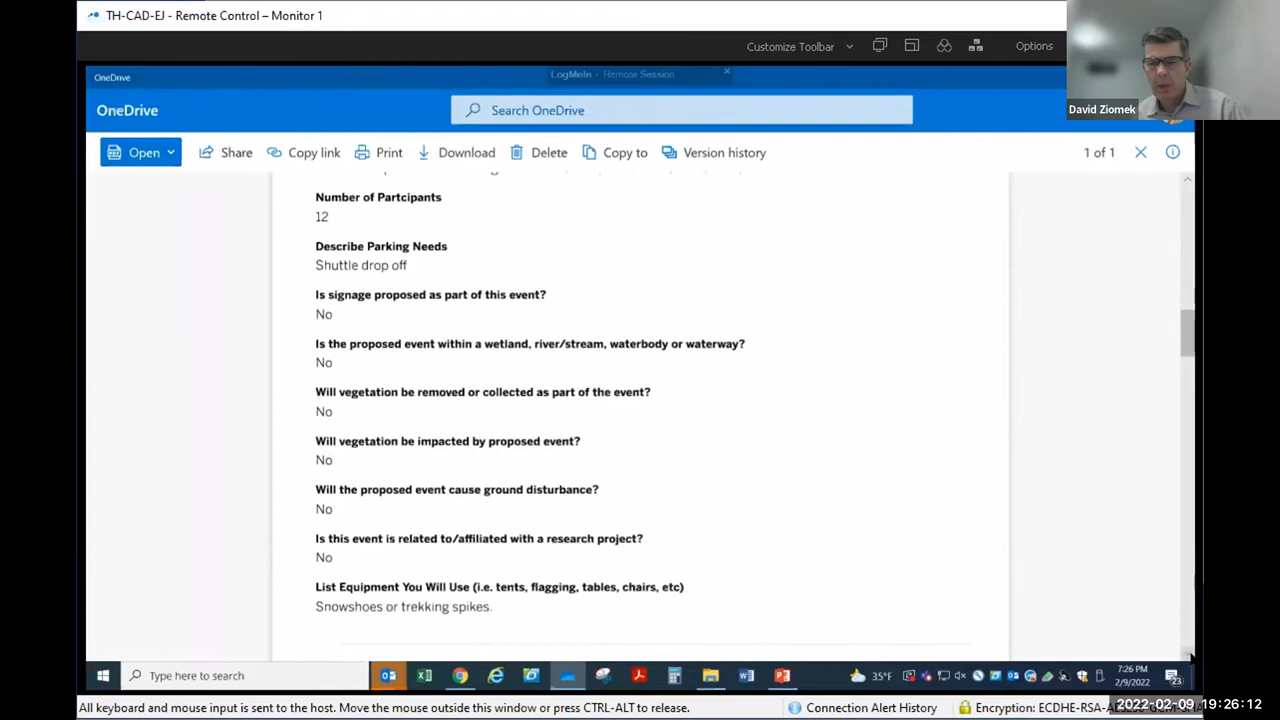 TH-CAD-EJ - Remote Control – Monitor 1
Customize Toolbar
Options
David Ziomek
OneDrive
LogMeIn - Remote Session
OneDrive
Search OneDrive
Open
Share
Copy link
Print
Download
Delete
Copy to
Version history
1 of 1
Number of Partcipants
12
Describe Parking Needs
Shuttle drop off
Is signage proposed as part of this event?
No
Is the proposed event within a wetland, river/stream, waterbody or waterway?
No
Will vegetation be removed or collected as part of the event?
No
Will vegetation be impacted by proposed event?
No
Will the proposed event cause ground disturbance?
No
Is this event is related to/affiliated with a research project?
No
List Equipment You Will Use (i.e. tents, flagging, tables, chairs, etc)
Snowshoes or trekking spikes.
Type here to search
35°F
7:26 PM
2/9/2022
23
All keyboard and mouse input is sent to the host. Move the mouse outside this window or press CTRL-ALT to release.
Connection Alert History
Encryption:
2022-02-09 19:26:12